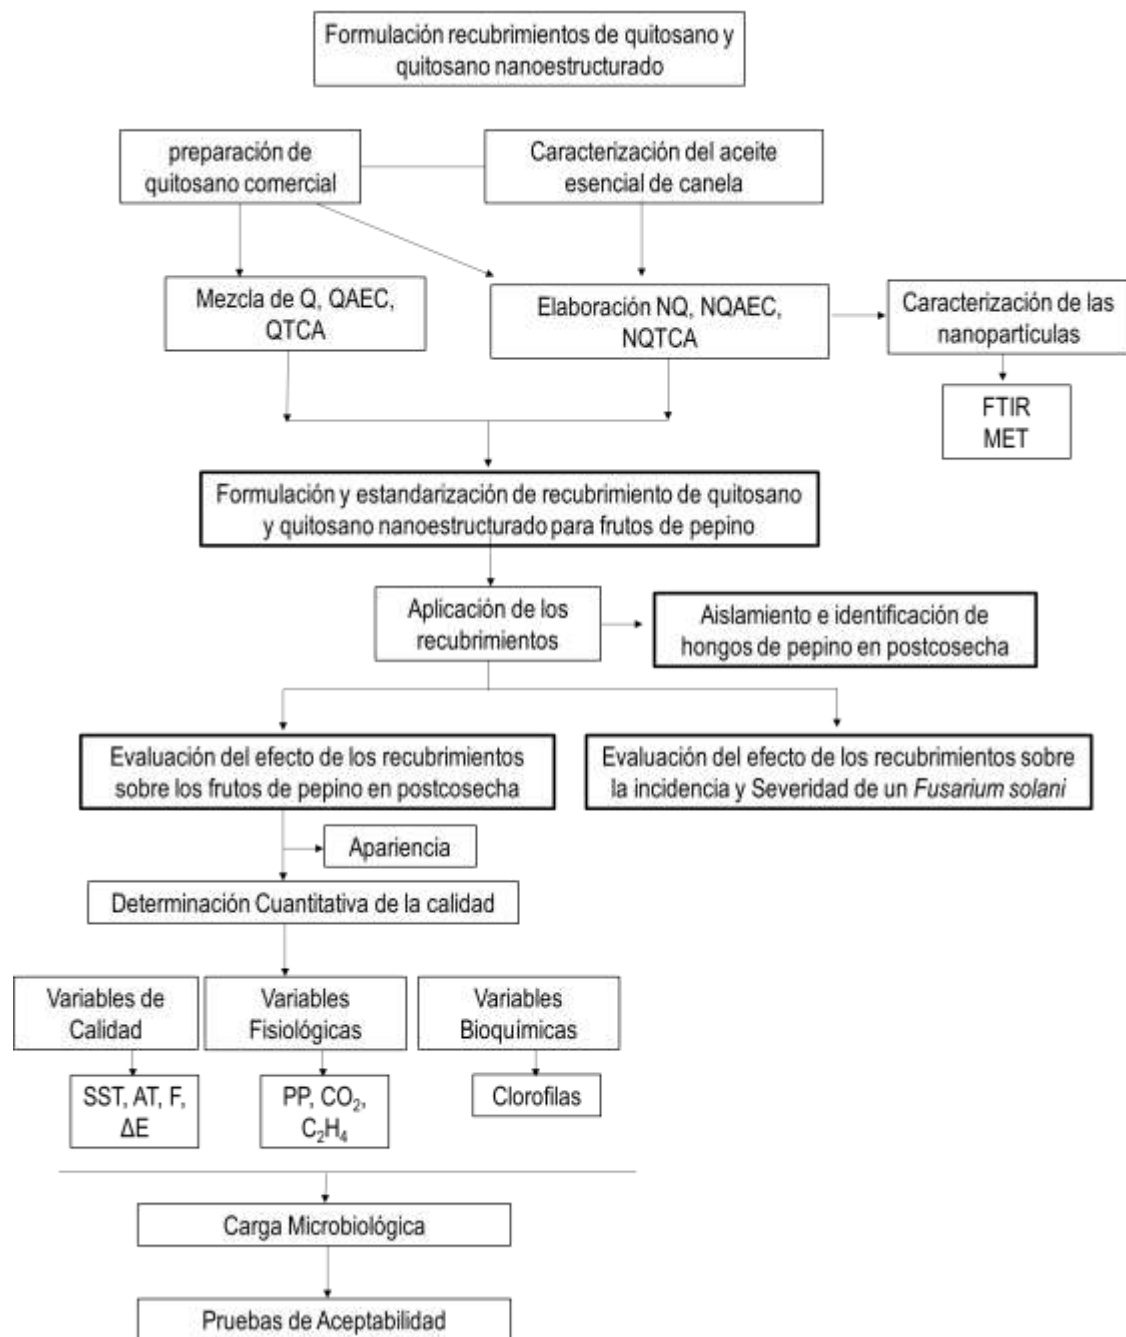 Formulación recubrimientos de quitosano y
quitosano nanoestructurado
preparación de
quitosano comercial
Caracterización del aceite
esencial de canela
Mezcla de Q, QAEC,
QTCA
Elaboración NQ, NQAEC,
NQTCA
Caracterización de las
nanopartículas
FTIR
MET
Formulación y estandarización de recubrimiento de quitosano
y quitosano nanoestructurado para frutos de pepino
Aplicación de los
recubrimientos
Aislamiento e identificación de
hongos de pepino en postcosecha
Evaluación del efecto de los recubrimientos
sobre los frutos de pepino en postcosecha
Evaluación del efecto de los recubrimientos sobre
la incidencia y Severidad de un Fusarium solani
Apariencia
Determinación Cuantitativa de la calidad
Variables de
Calidad
Variables
Fisiológicas
Variables
Bioquímicas
SST, AT, F,
ΔE
PP, CO₂,
C₂H₄
Clorofilas
Carga Microbiológica
Pruebas de Aceptabilidad